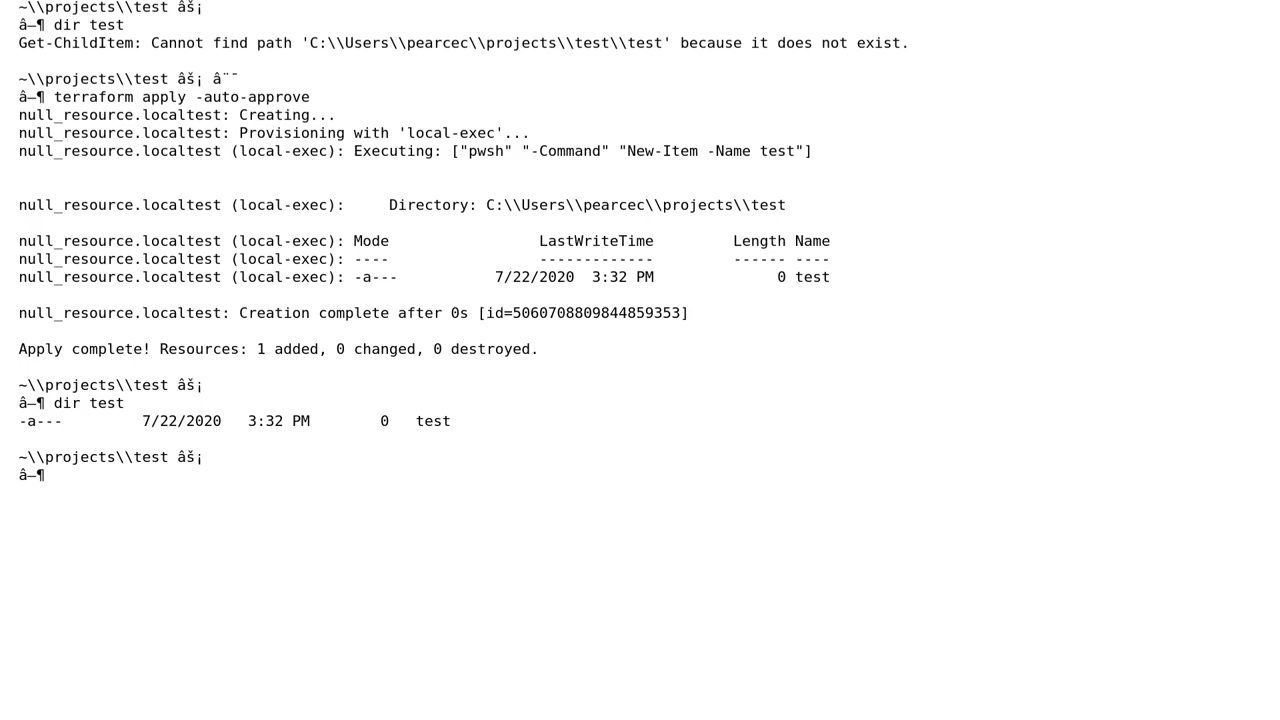 ~\\projects\\test âš¡
â–¶ dir test
Get-ChildItem: Cannot find path 'C:\\Users\\pearcec\\projects\\test\\test' because it does not exist.
~\\projects\\test âš¡ â¨¯
â–¶ terraform apply -auto-approve
null_resource.localtest: Creating...
null_resource.localtest: Provisioning with 'local-exec'...
null_resource.localtest (local-exec): Executing: ["pwsh" "-Command" "New-Item -Name test"]
null_resource.localtest (local-exec):     Directory: C:\\Users\\pearcec\\projects\\test
null_resource.localtest (local-exec): Mode                 LastWriteTime         Length Name
null_resource.localtest (local-exec): ----                 -------------         ------ ----
null_resource.localtest (local-exec): -a---           7/22/2020  3:32 PM              0 test
null_resource.localtest: Creation complete after 0s [id=5060708809844859353]
Apply complete! Resources: 1 added, 0 changed, 0 destroyed.
~\\projects\\test âš¡
â–¶ dir test
-a---         7/22/2020   3:32 PM        0   test
~\\projects\\test âš¡
â–¶